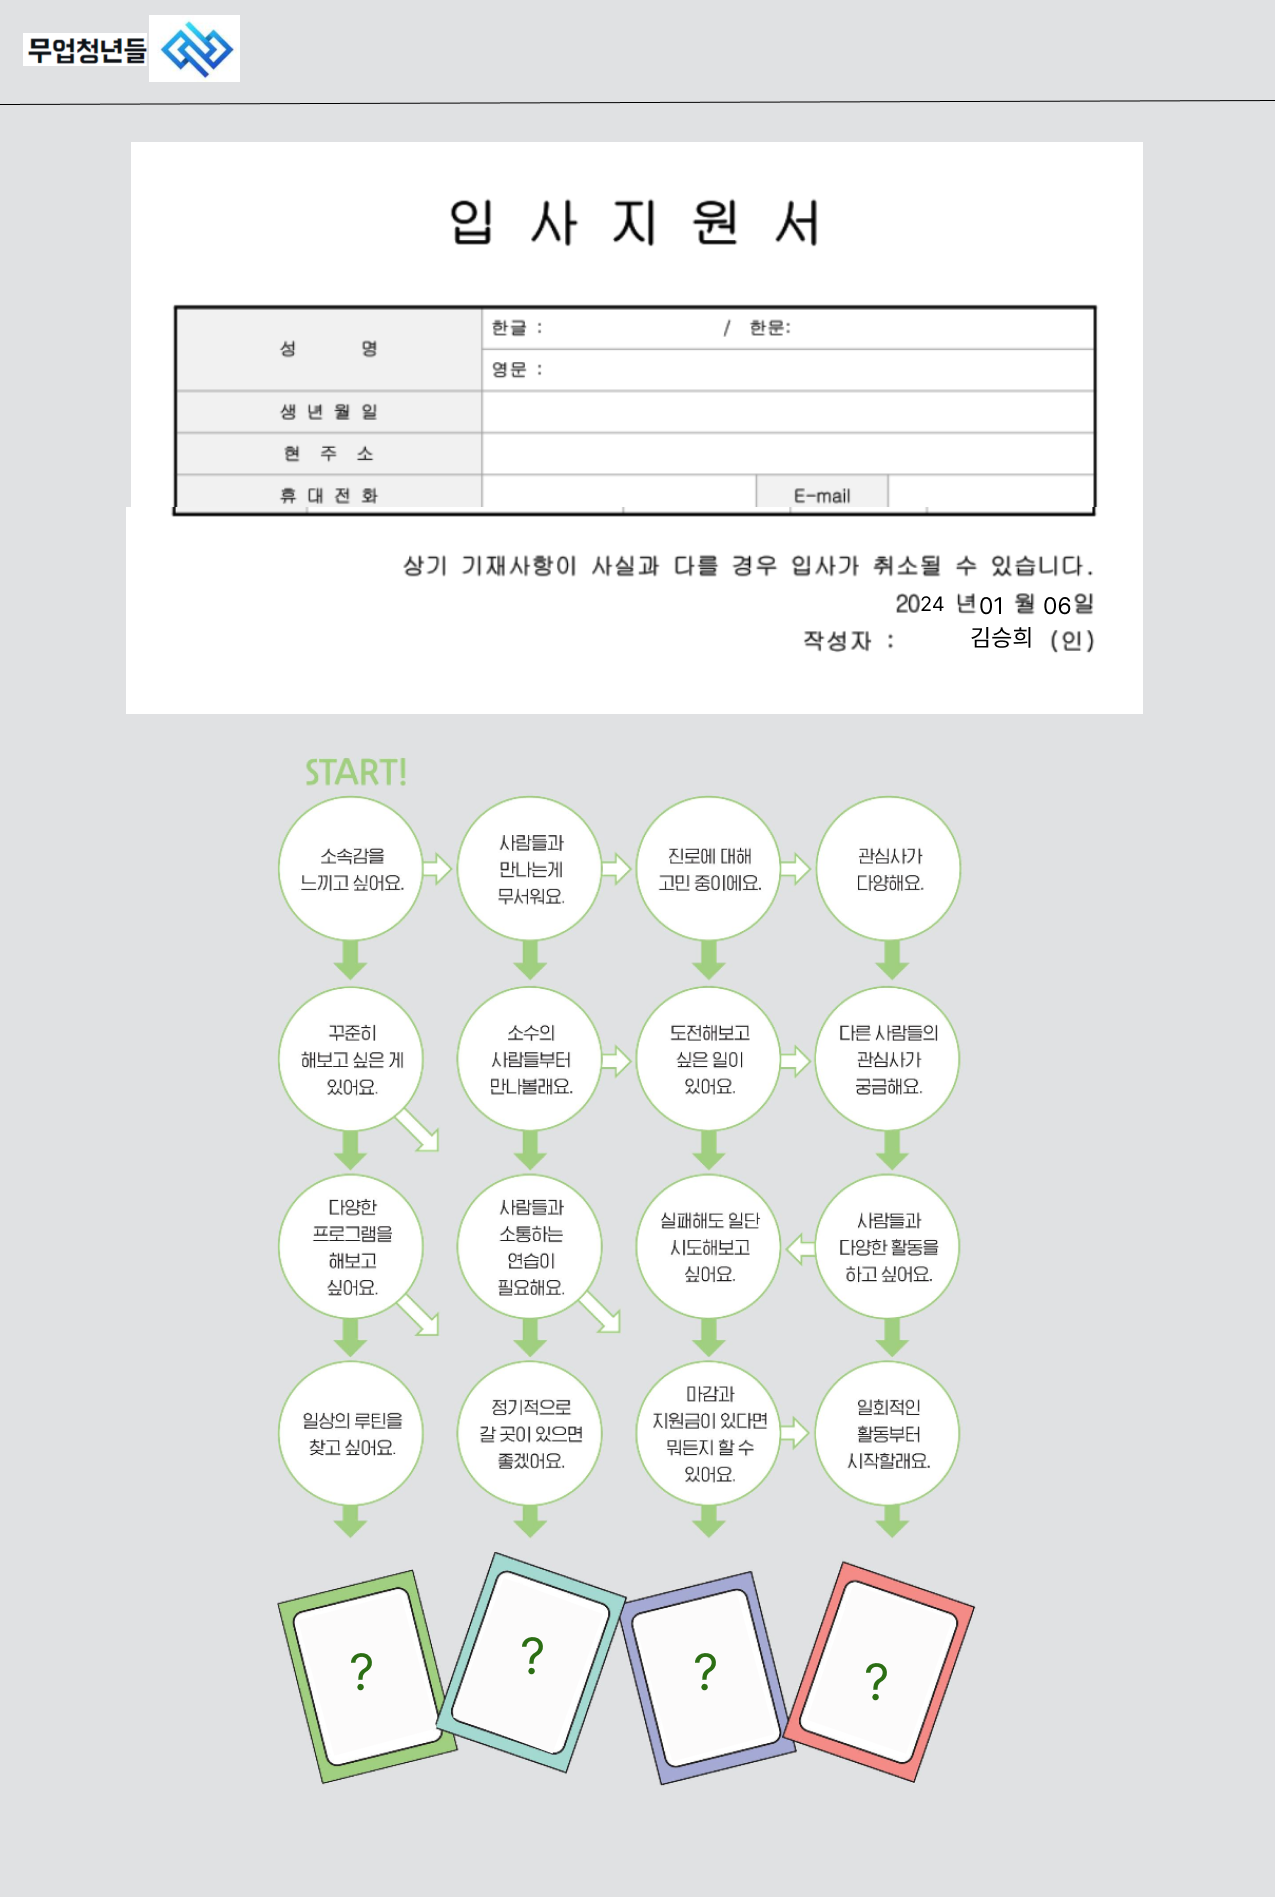 무업청년들
입 사 지 원 서
성 명
한글 : / 한문:
영문 :
생 년 월 일
현 주 소
휴 대 전 화 E-mail
상기 기재사항이 사실과 다를 경우 입사가 취소될 수 있습니다.
2024 년 01 월 06일
작성자 : 김승희 (인)
START!
소속감을
느끼고 싶어요.
사람들과
만나는게
무서워요.
진로에 대해
고민 중이에요.
관심사가
다양해요.
꾸준히
해보고 싶은 게
있어요.
소수의
사람들부터
만나볼래요.
도전해보고
싶은 일이
있어요.
다른 사람들의
관심사가
궁금해요.
다양한
프로그램을
해보고
싶어요.
사람들과
소통하는
연습이
필요해요.
실패해도 일단
시도해보고
싶어요.
사람들과
다양한 활동을
하고 싶어요.
일상의 루틴을
찾고 싶어요.
정기적으로
갈 곳이 있으면
좋겠어요.
마감과
지원금이 있다면
뭐든지 할 수
있어요.
일회적인
활동부터
시작할래요.
? ? ? ?